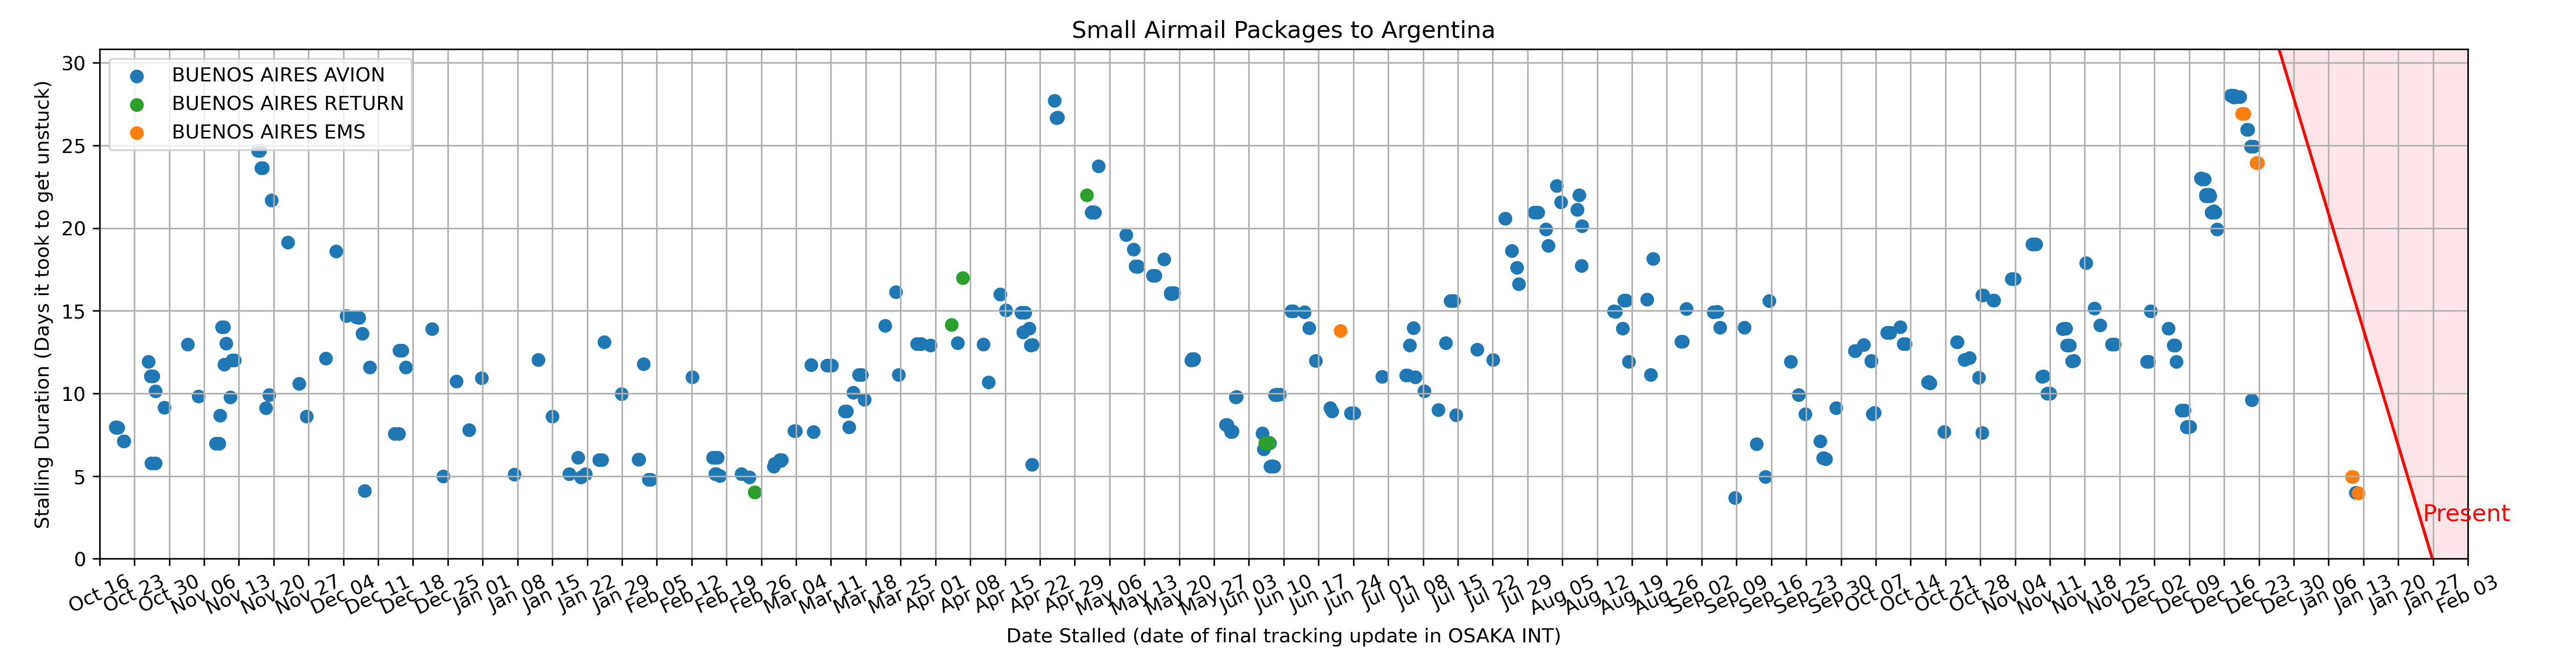 Small Airmail Packages to Argentina
BUENOS AIRES AVION
BUENOS AIRES RETURN
BUENOS AIRES EMS
Stalling Duration (Days it took to get unstuck)
30
25
20
15
10
5
0
Present
Oct 16
Oct 23
Oct 30
Nov 06
Nov 13
Nov 20
Nov 27
Dec 04
Dec 11
Dec 18
Dec 25
Jan 01
Jan 08
Jan 15
Jan 22
Jan 29
Feb 05
Feb 12
Feb 19
Feb 26
Mar 04
Mar 11
Mar 18
Mar 25
Apr 01
Apr 08
Apr 15
Apr 22
Apr 29
May 06
May 13
May 20
May 27
Jun 03
Jun 10
Jun 17
Jun 24
Jul 01
Jul 08
Jul 15
Jul 22
Jul 29
Aug 05
Aug 12
Aug 19
Aug 26
Sep 02
Sep 09
Sep 16
Sep 23
Sep 30
Oct 07
Oct 14
Oct 21
Oct 28
Nov 04
Nov 11
Nov 18
Nov 25
Dec 02
Dec 09
Dec 16
Dec 23
Dec 30
Jan 06
Jan 13
Jan 20
Jan 27
Feb 03
Date Stalled (date of final tracking update in OSAKA INT)